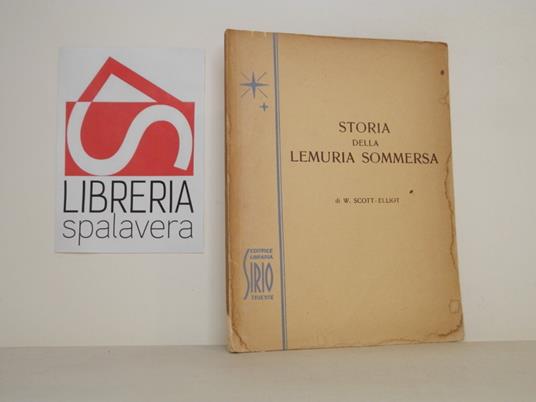 S
LIBRERIA
spalavera
STORIA
DELLA
LEMURIA SOMMERSA
di W. SCOTT-ELLIOT
EDITRICE
LIBRARIA
SIRIO
TRIESTE